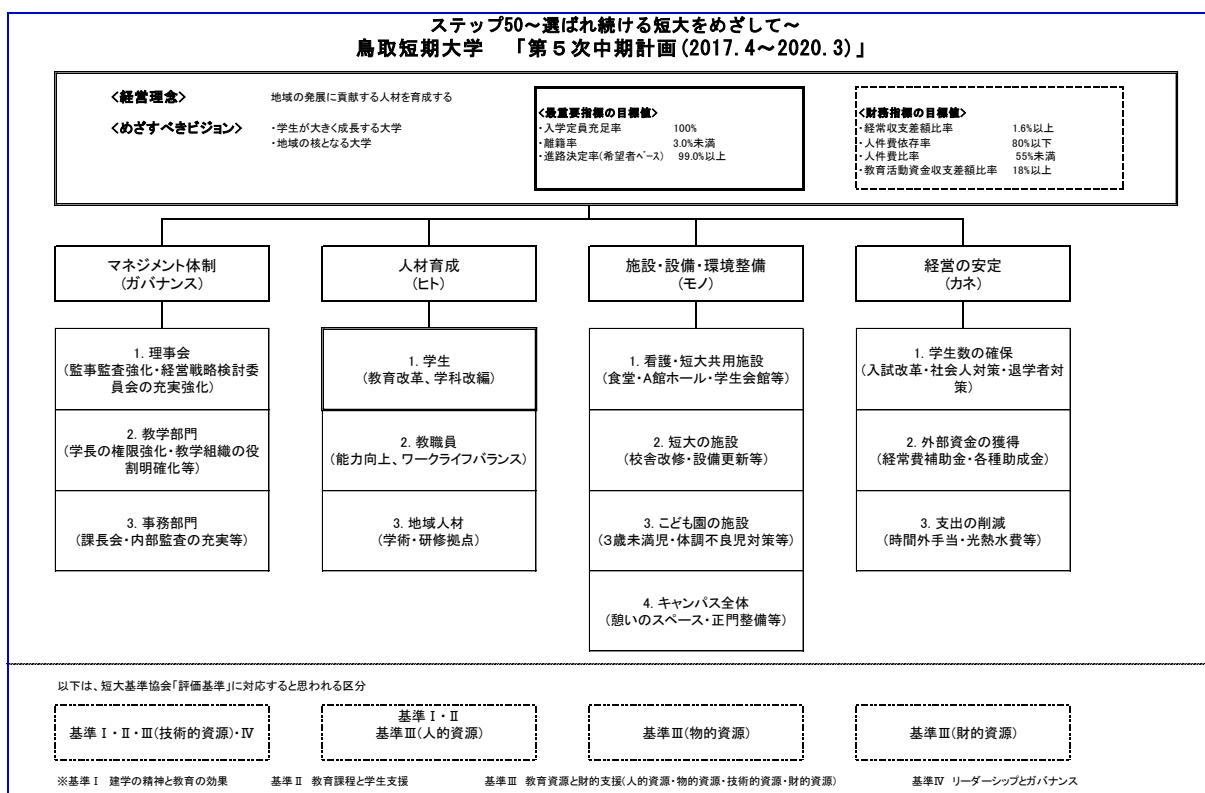 ステップ50～選ばれ続ける短大をめざして～
鳥取短期大学 「第５次中期計画(2017.4～2020.3)」
<経営理念> 地域の発展に貢献する人材を育成する
<めざすべきビジョン> ・学生が大きく成長する大学
・地域の核となる大学
<最重要指標の目標値>
・入学定員充足率 100%
・離籍率 3.0%未満
・進路決定率(希望者ﾍﾞｰｽ) 99.0%以上
<財務指標の目標値>
・経常収支差額比率 1.6%以上
・人件費依存率 80%以下
・人件費比率 55%未満
・教育活動資金収支差額比率 18%以上
マネジメント体制
(ガバナンス)
1. 理事会
(監事監査強化・経営戦略検討委
員会の充実強化)
2. 教学部門
(学長の権限強化・教学組織の役
割明確化等)
3. 事務部門
(課長会・内部監査の充実等)
人材育成
(ヒト)
1. 学生
(教育改革、学科改編)
2. 教職員
(能力向上、ワークライフバランス)
3. 地域人材
(学術・研修拠点)
施設・設備・環境整備
(モノ)
1. 看護・短大共用施設
(食堂・A館ホール・学生会館等)
2. 短大の施設
(校舎改修・設備更新等)
3. こども園の施設
(３歳未満児・体調不良児対策等)
4. キャンパス全体
(憩いのスペース・正門整備等)
経営の安定
(カネ)
1. 学生数の確保
(入試改革・社会人対策・退学者対
策)
2. 外部資金の獲得
(経常費補助金・各種助成金)
3. 支出の削減
(時間外手当・光熱水費等)
以下は、短大基準協会「評価基準」に対応すると思われる区分
基準Ⅰ・Ⅱ・Ⅲ(技術的資源)・Ⅳ
基準Ⅰ・Ⅱ
基準Ⅲ(人的資源)
基準Ⅲ(物的資源)
基準Ⅲ(財的資源)
※基準Ⅰ 建学の精神と教育の効果 基準Ⅱ 教育課程と学生支援 基準Ⅲ 教育資源と財的支援(人的資源・物的資源・技術的資源・財的資源) 基準Ⅳ リーダーシップとガバナンス